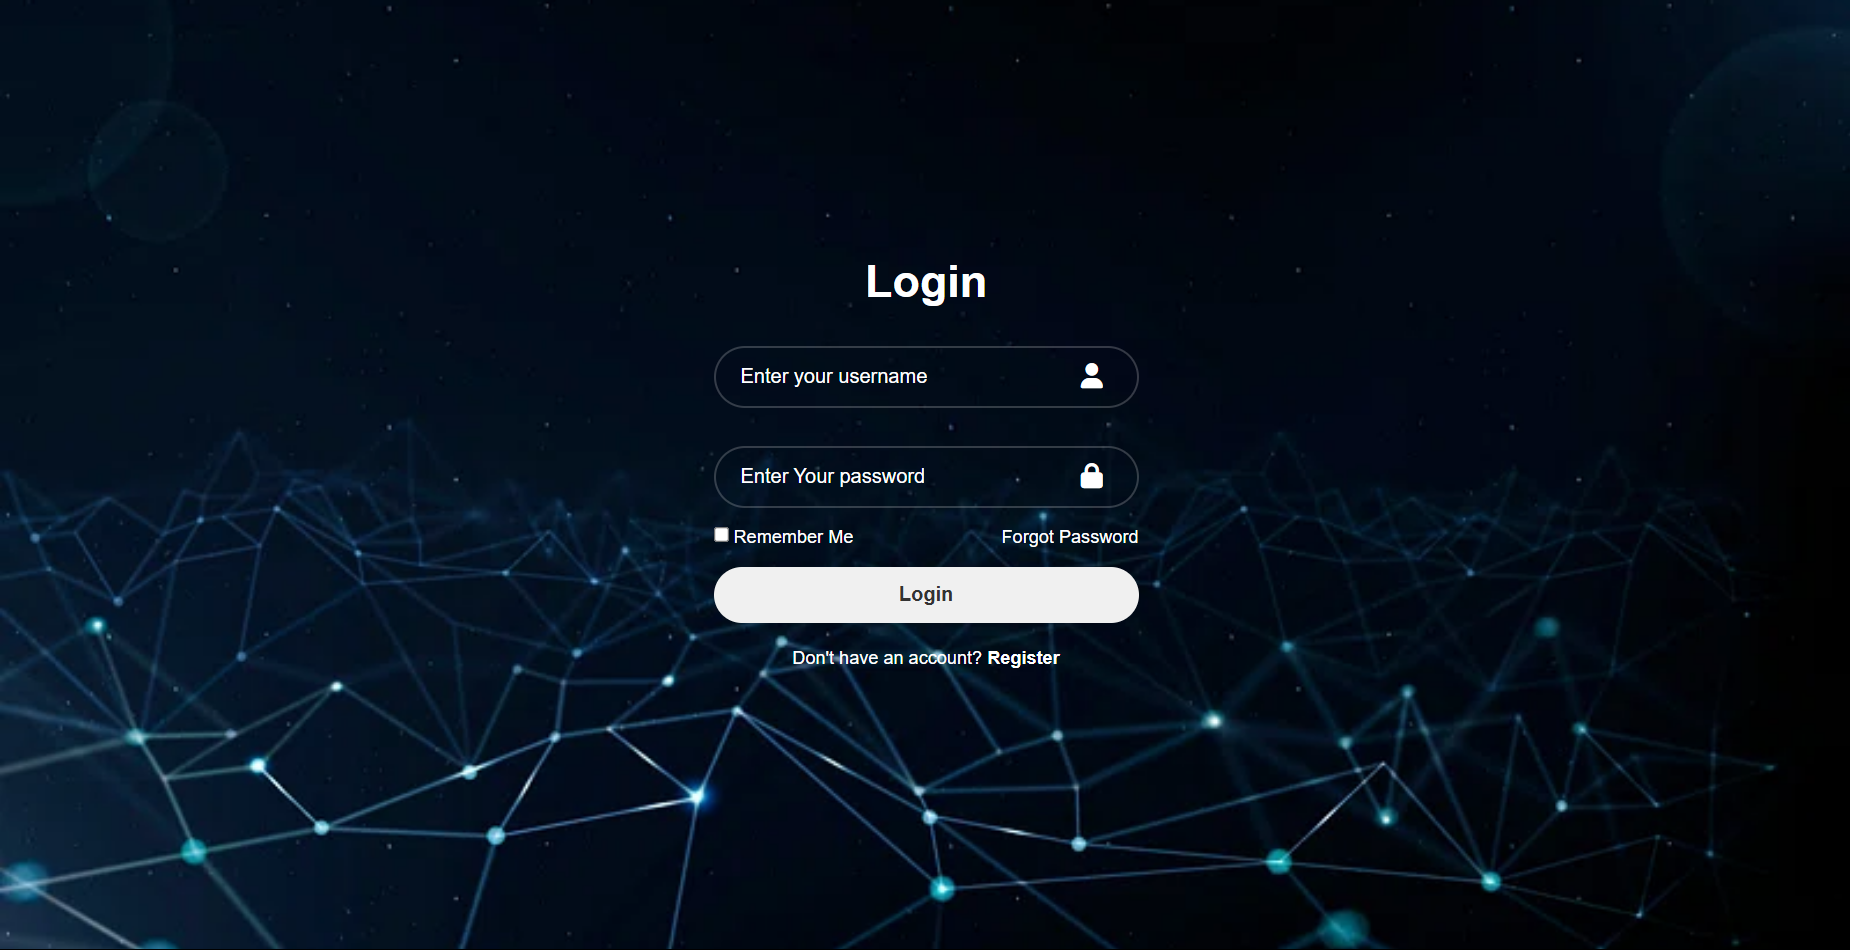 Login
Enter your username
Enter Your password
Remember Me Forgot Password
Login
Don't have an account? Register